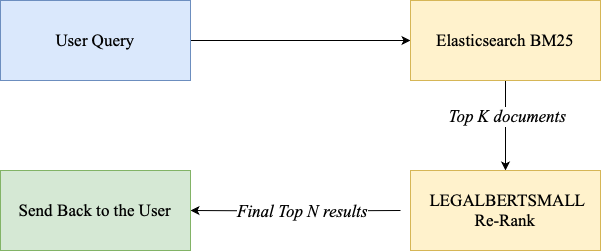 User Query
Elasticsearch BM25
Top K documents
LEGALBERTSMALL
Re-Rank
Final Top N results
Send Back to the User